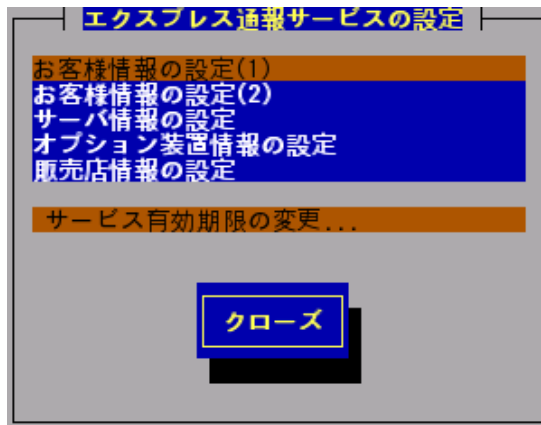 エクスプレス通報サービスの設定
お客様情報の設定(1)
お客様情報の設定(2)
サーバ情報の設定
オプション装置情報の設定
販売店情報の設定
サービス有効期限の変更...
クローズ